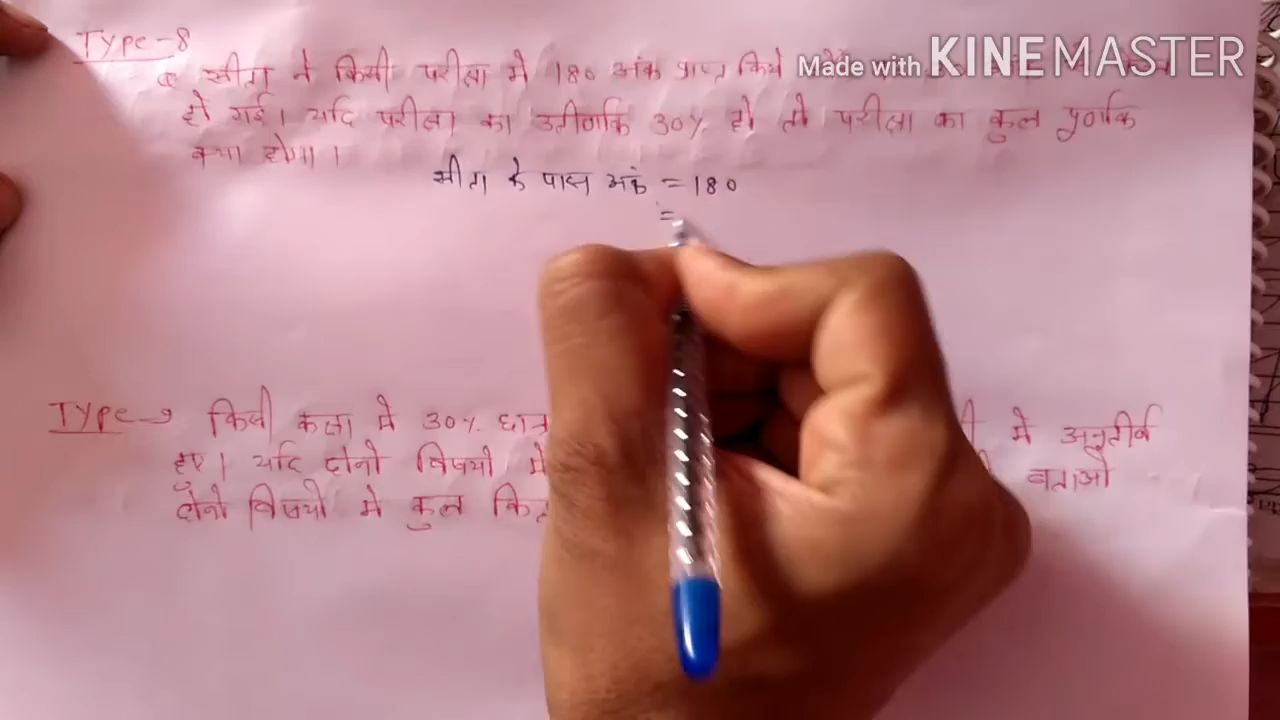 Type-8
सीता ने किसी परीक्षा में 180 अंक प्राप्त किये
Made with KINEMASTER
हो गई। यदि परीक्षा का उतीर्णांक 30% हो तो परीक्षा का कुल पूर्णांक
क्या होगा।
सीता के पास अंक = 180
=
Type-9 किसी कक्षा में 30% छात्र में अनुतीर्ण
हुए। यदि दोनो विषयो में बताओ
दोनो विषयो में कुल